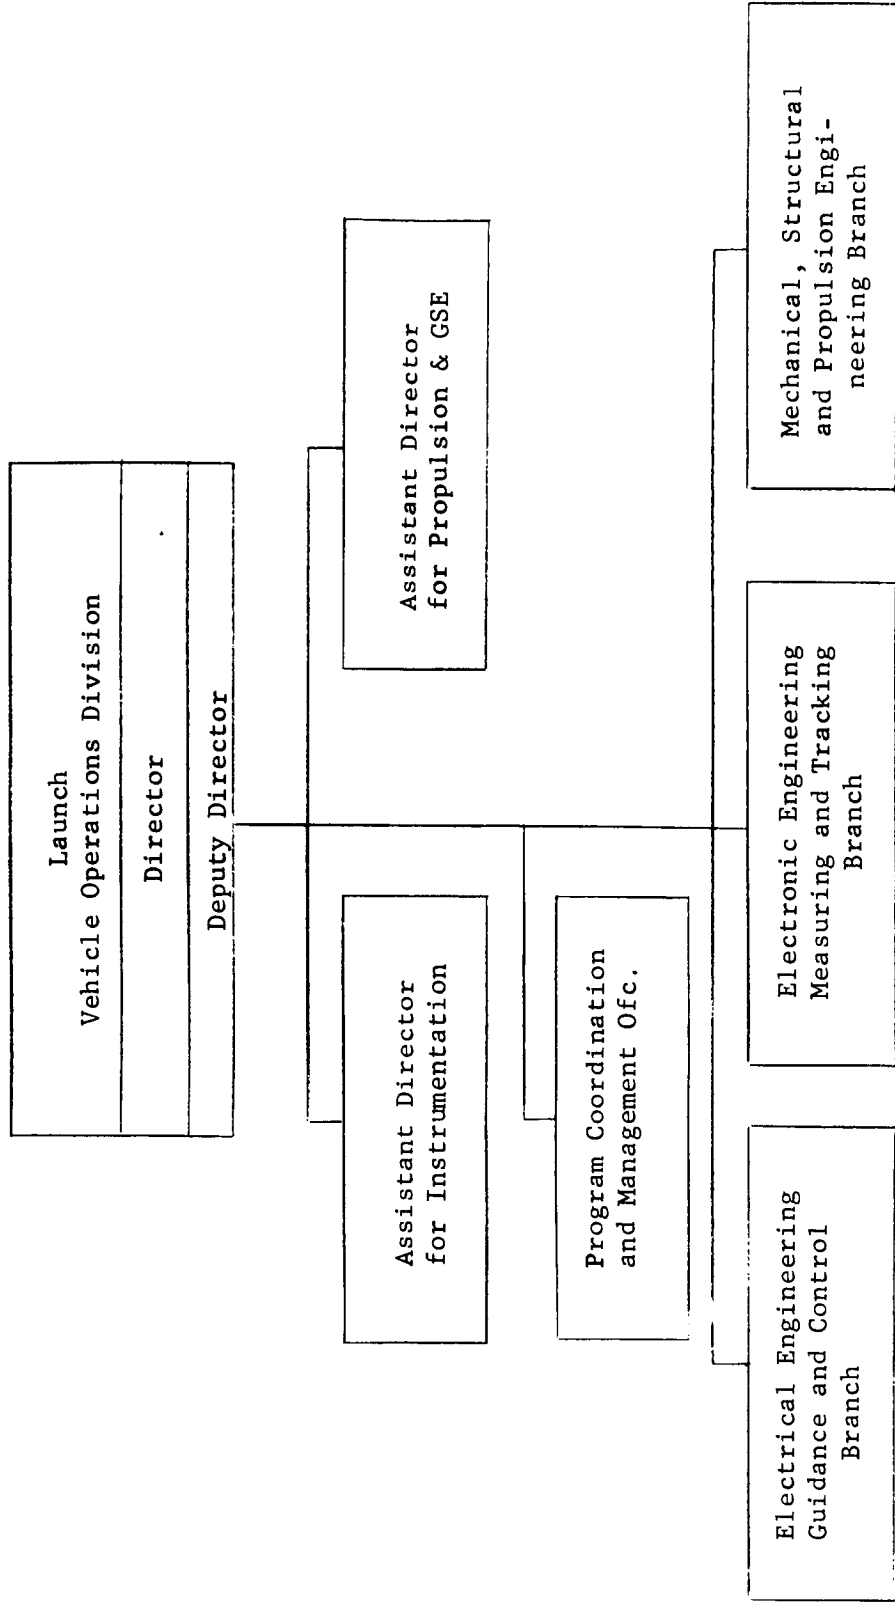 Launch
Vehicle Operations Division
Director
Deputy Director
Assistant Director
for Instrumentation
Assistant Director
for Propulsion & GSE
Program Coordination
and Management Ofc.
Electrical Engineering
Guidance and Control
Branch
Electronic Engineering
Measuring and Tracking
Branch
Mechanical, Structural
and Propulsion Engi-
neering Branch